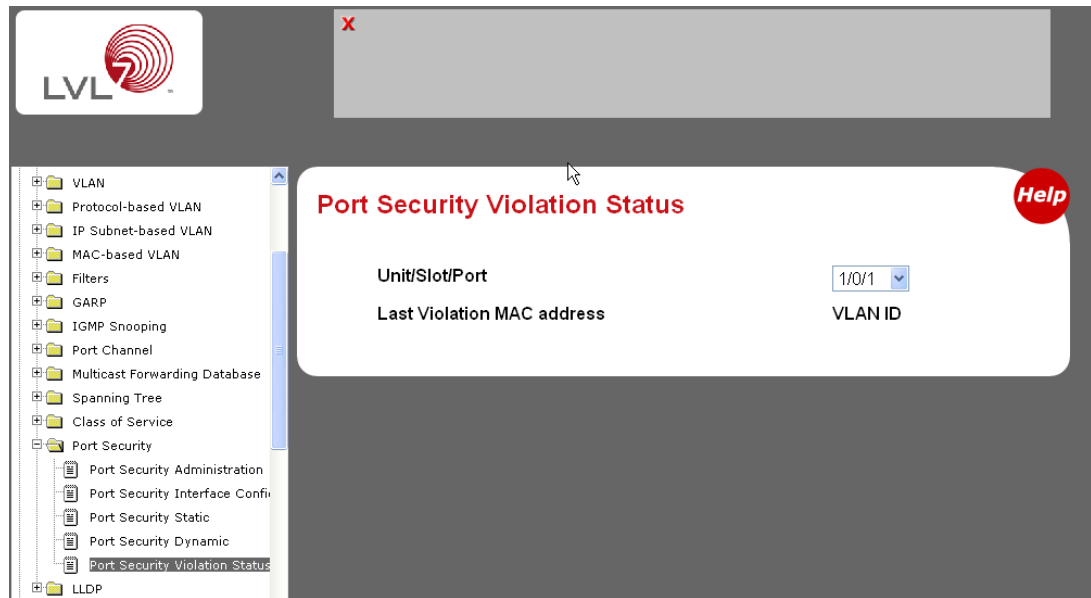 X
LVL 7
VLAN
Protocol-based VLAN
IP Subnet-based VLAN
MAC-based VLAN
Filters
GARP
IGMP Snooping
Port Channel
Multicast Forwarding Database
Spanning Tree
Class of Service
Port Security
Port Security Administration
Port Security Interface Confi
Port Security Static
Port Security Dynamic
Port Security Violation Status
LLDP
Port Security Violation Status
Help
Unit/Slot/Port 1/0/1
Last Violation MAC address VLAN ID